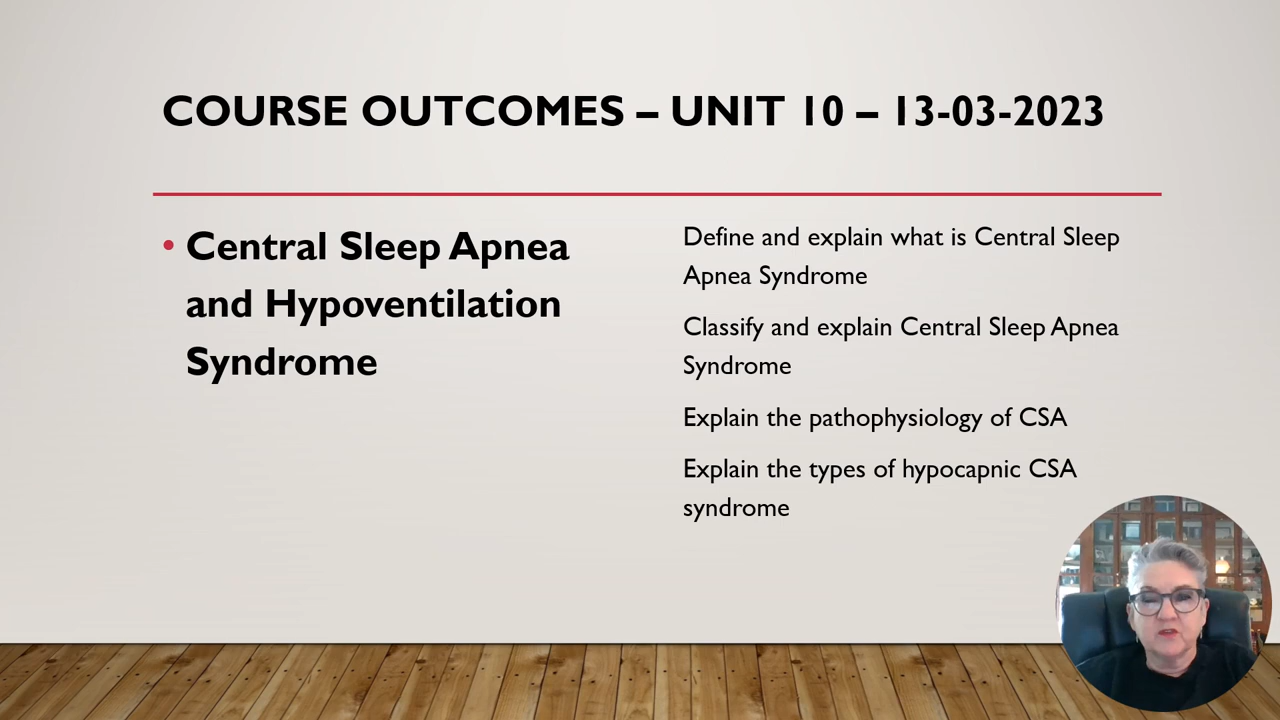 COURSE OUTCOMES – UNIT 10 – 13-03-2023
• Central Sleep Apnea
and Hypoventilation
Syndrome
Define and explain what is Central Sleep
Apnea Syndrome
Classify and explain Central Sleep Apnea
Syndrome
Explain the pathophysiology of CSA
Explain the types of hypocapnic CSA
syndrome